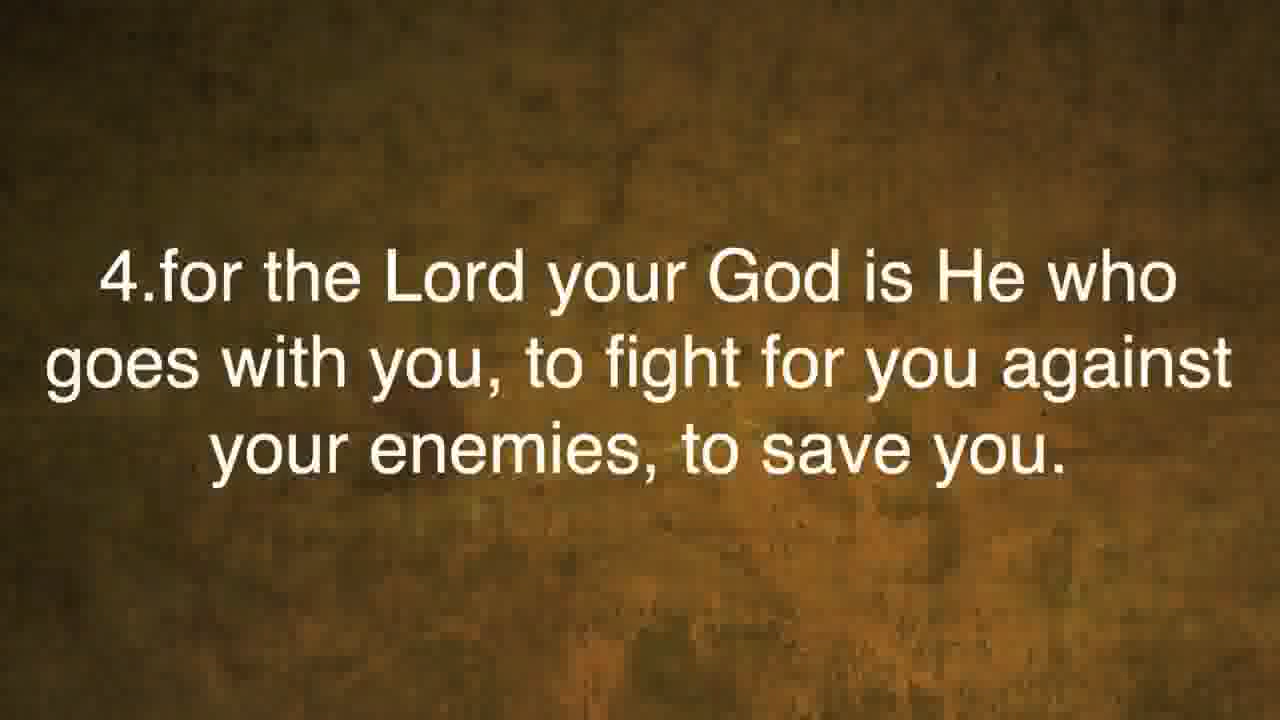 4.for the Lord your God is He who
goes with you, to fight for you against
your enemies, to save you.